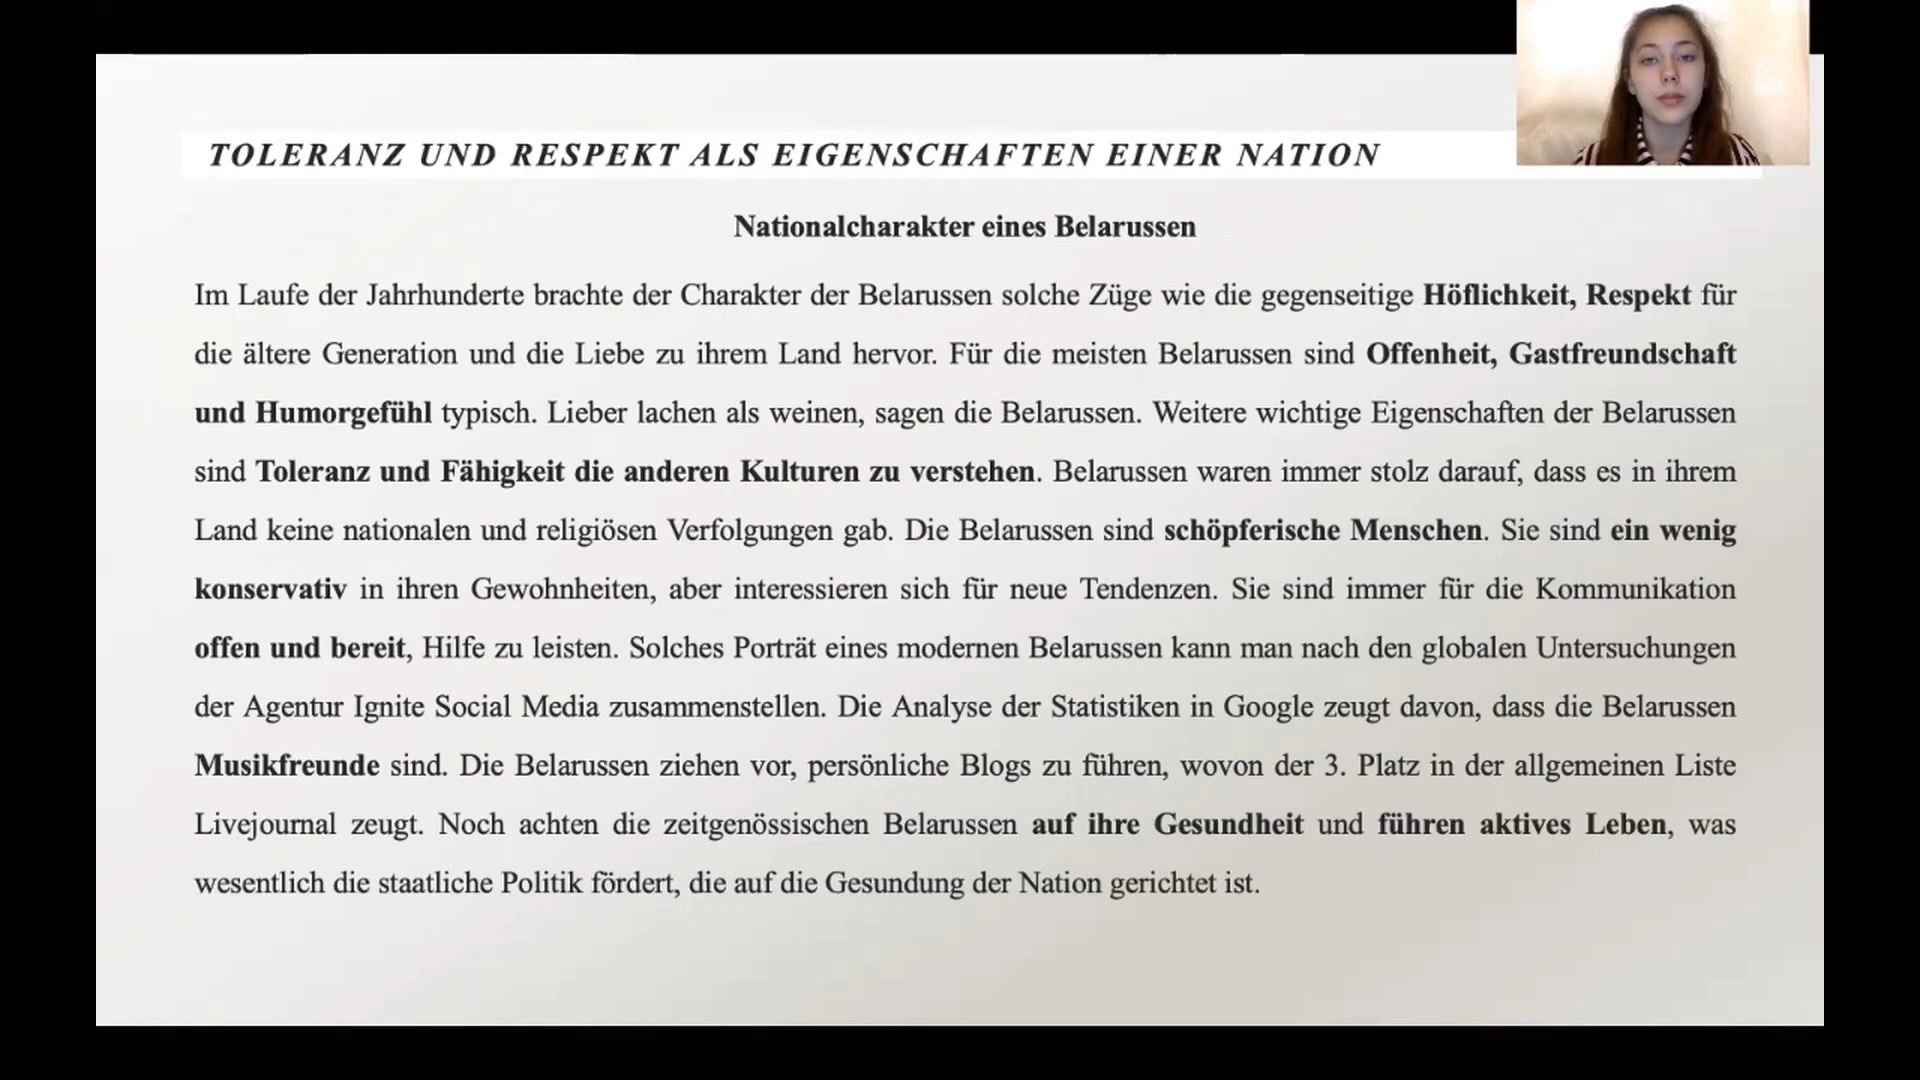 TOLERANZ UND RESPEKT ALS EIGENSCHAFTEN EINER NATION
Nationalcharakter eines Belarussen
Im Laufe der Jahrhunderte brachte der Charakter der Belarussen solche Züge wie die gegenseitige Höflichkeit, Respekt für
die ältere Generation und die Liebe zu ihrem Land hervor. Für die meisten Belarussen sind Offenheit, Gastfreundschaft
und Humorgefühl typisch. Lieber lachen als weinen, sagen die Belarussen. Weitere wichtige Eigenschaften der Belarussen
sind Toleranz und Fähigkeit die anderen Kulturen zu verstehen. Belarussen waren immer stolz darauf, dass es in ihrem
Land keine nationalen und religiösen Verfolgungen gab. Die Belarussen sind schöpferische Menschen. Sie sind ein wenig
konservativ in ihren Gewohnheiten, aber interessieren sich für neue Tendenzen. Sie sind immer für die Kommunikation
offen und bereit, Hilfe zu leisten. Solches Porträt eines modernen Belarussen kann man nach den globalen Untersuchungen
der Agentur Ignite Social Media zusammenstellen. Die Analyse der Statistiken in Google zeugt davon, dass die Belarussen
Musikfreunde sind. Die Belarussen ziehen vor, persönliche Blogs zu führen, wovon der 3. Platz in der allgemeinen Liste
Livejournal zeugt. Noch achten die zeitgenössischen Belarussen auf ihre Gesundheit und führen aktives Leben, was
wesentlich die staatliche Politik fördert, die auf die Gesundung der Nation gerichtet ist.